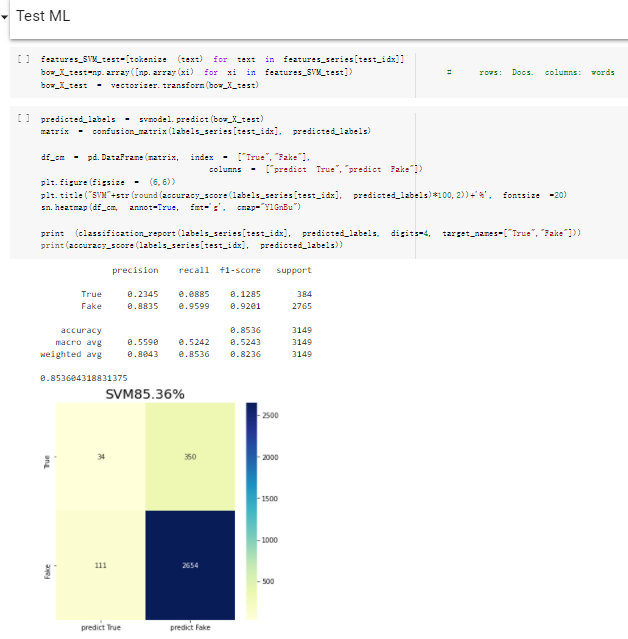 Test ML
[ ] features_SVM_test=[tokenize (text) for text in features_series[test_idx]]
bow_X_test=np.array([np.array(xi) for xi in features_SVM_test]) # rows: Docs. columns: words
bow_X_test = vectorizer.transform(bow_X_test)
[ ] predicted_labels = svmodel.predict(bow_X_test)
matrix = confusion_matrix(labels_series[test_idx], predicted_labels)
df_cm = pd.DataFrame(matrix, index = ["True","Fake"],
columns = ["predict True","predict Fake"])
plt.figure(figsize = (6,6))
plt.title("SVM"+str(round(accuracy_score(labels_series[test_idx], predicted_labels)*100,2))+'%', fontsize =20)
sn.heatmap(df_cm, annot=True, fmt='g', cmap="YlGnBu")
print (classification_report(labels_series[test_idx], predicted_labels, digits=4, target_names=["True","Fake"]))
print(accuracy_score(labels_series[test_idx], predicted_labels))
precision recall f1-score support
True 0.2345 0.0885 0.1285 384
Fake 0.8835 0.9599 0.9201 2765
accuracy 0.8536 3149
macro avg 0.5590 0.5242 0.5243 3149
weighted avg 0.8043 0.8536 0.8236 3149
0.853604318831375
SVM85.36%
True 34 350
Fake 111 2654
predict True predict Fake
2500
2000
1500
1000
500